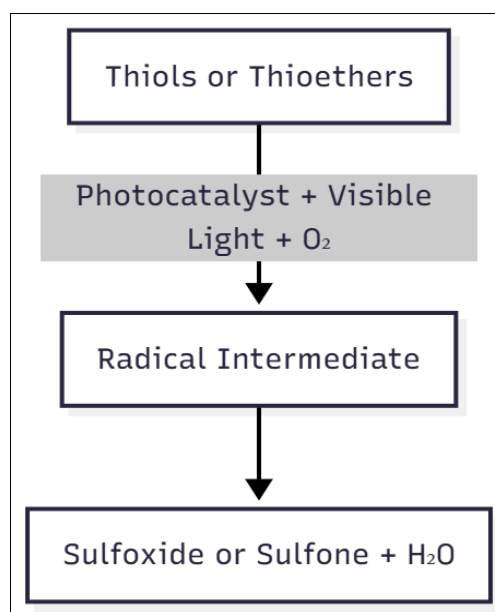 Thiols or Thioethers
Photocatalyst + Visible
Light + O₂
Radical Intermediate
Sulfoxide or Sulfone + H₂O